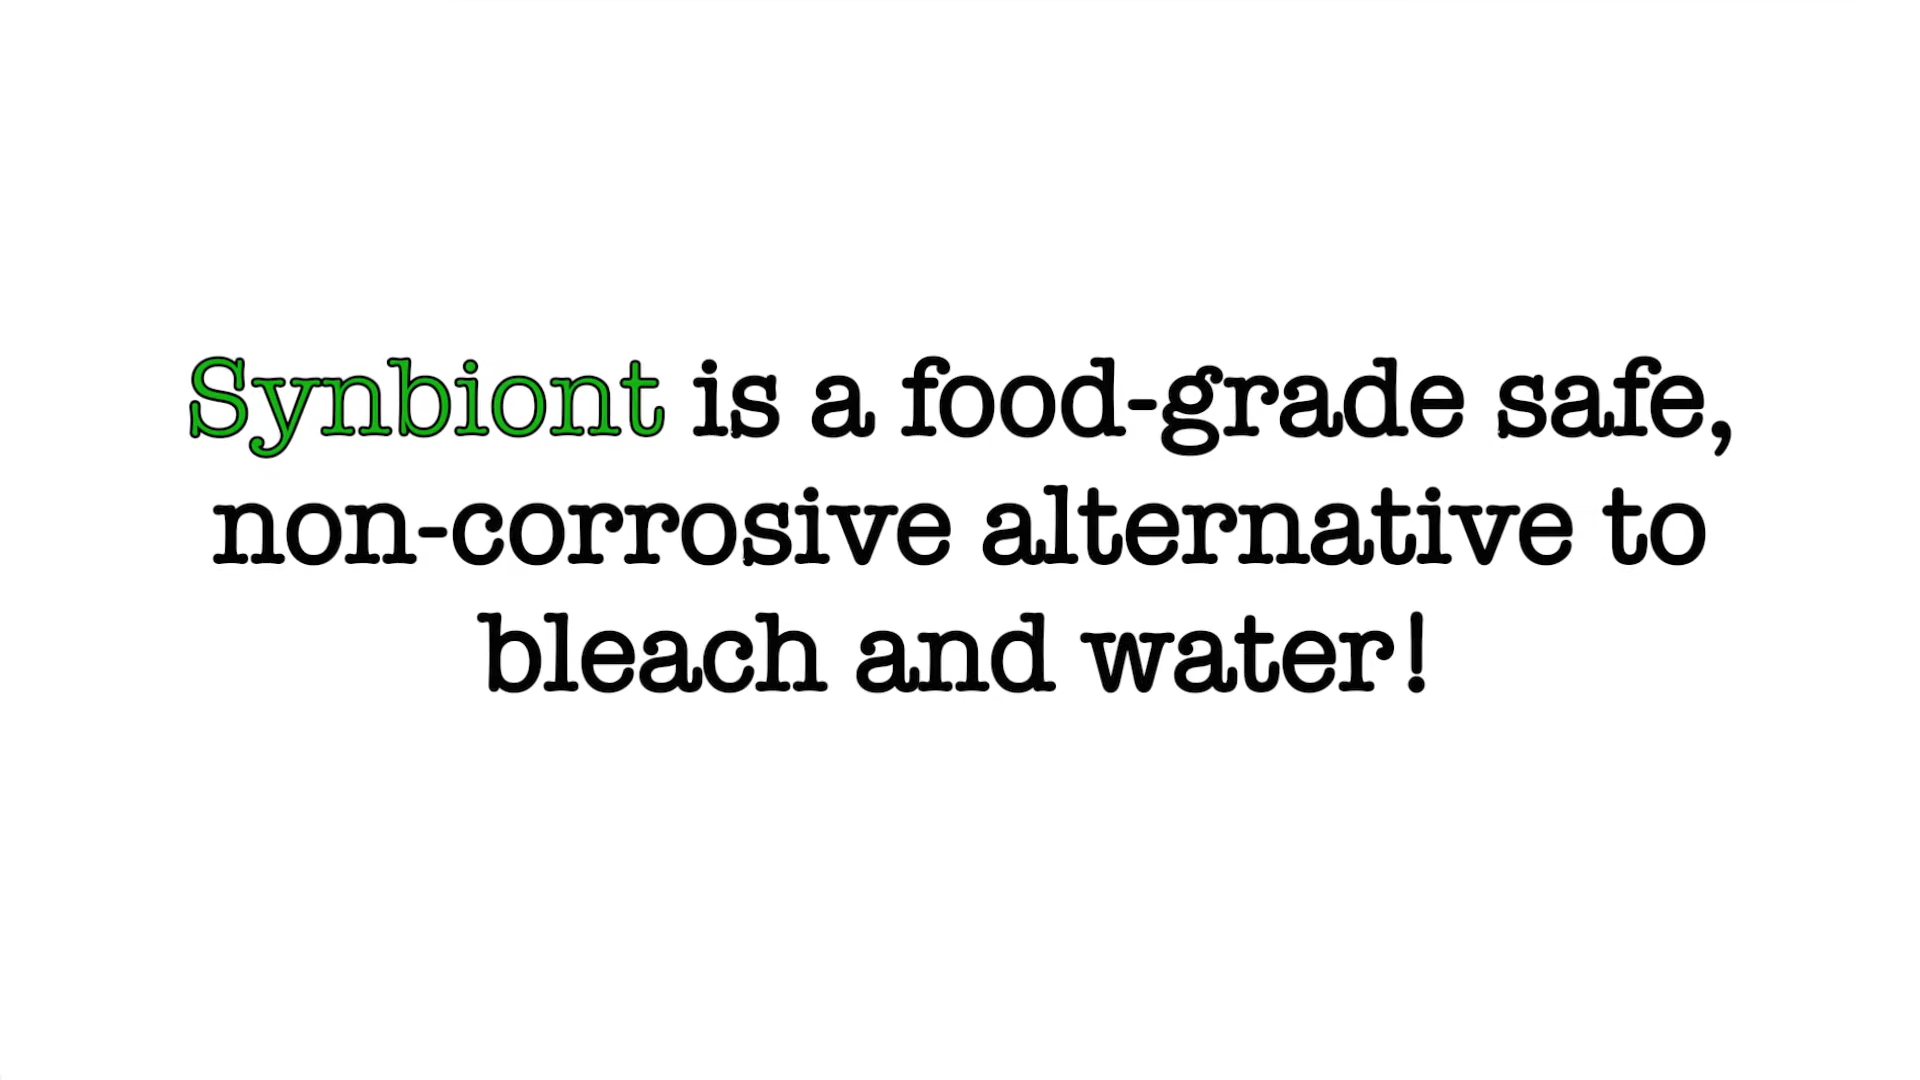 Synbiont is a food-grade safe,
non-corrosive alternative to
bleach and water!